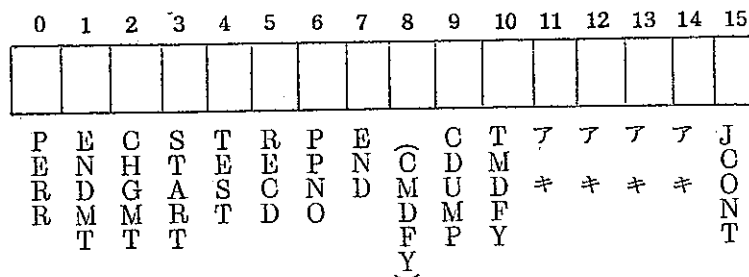 0 1 2 3 4 5 6 7 8 9 10 11 12 13 14 15
PERR
ENDMT
CHGMT
START
TEST
RECD
PPNO
END
(CMDFY)
CDUMP
TMDFY
アキ
アキ
アキ
アキ
JCONT